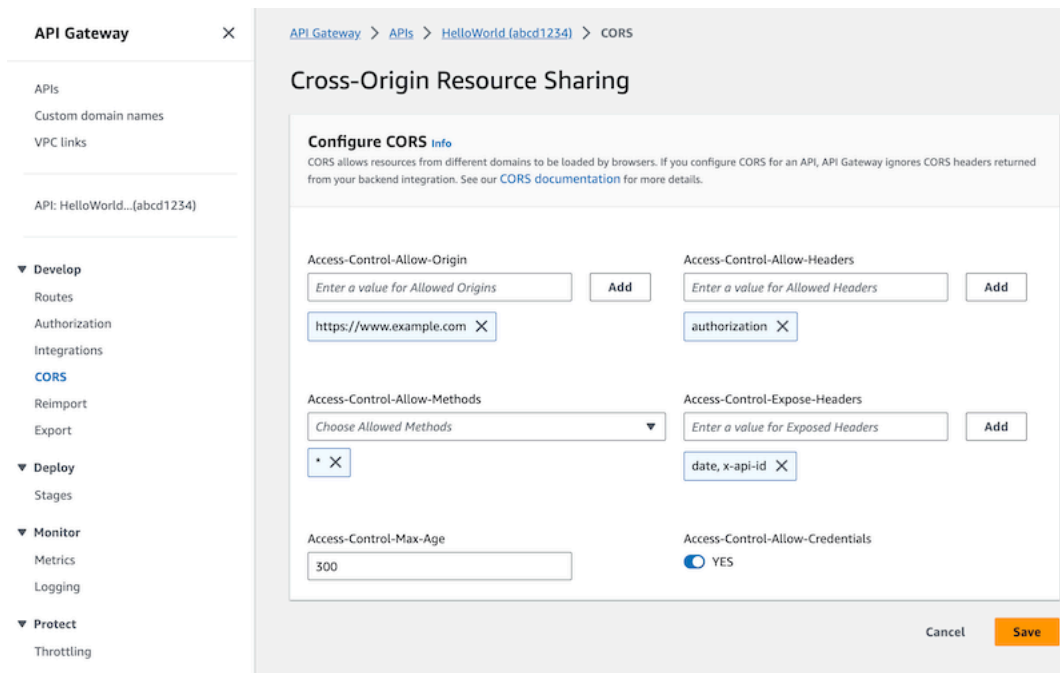 API Gateway
APIs
Custom domain names
VPC links
API: HelloWorld...(abcd1234)
Develop
Routes
Authorization
Integrations
CORS
Reimport
Export
Deploy
Stages
Monitor
Metrics
Logging
Protect
Throttling
API Gateway > APIs > HelloWorld (abcd1234) > CORS
Cross-Origin Resource Sharing
Configure CORS Info
CORS allows resources from different domains to be loaded by browsers. If you configure CORS for an API, API Gateway ignores CORS headers returned
from your backend integration. See our CORS documentation for more details.
Access-Control-Allow-Origin
Enter a value for Allowed Origins
Add
https://www.example.com
Access-Control-Allow-Headers
Enter a value for Allowed Headers
Add
authorization
Access-Control-Allow-Methods
Choose Allowed Methods
*
Access-Control-Expose-Headers
Enter a value for Exposed Headers
Add
date, x-api-id
Access-Control-Max-Age
300
Access-Control-Allow-Credentials
YES
Cancel
Save